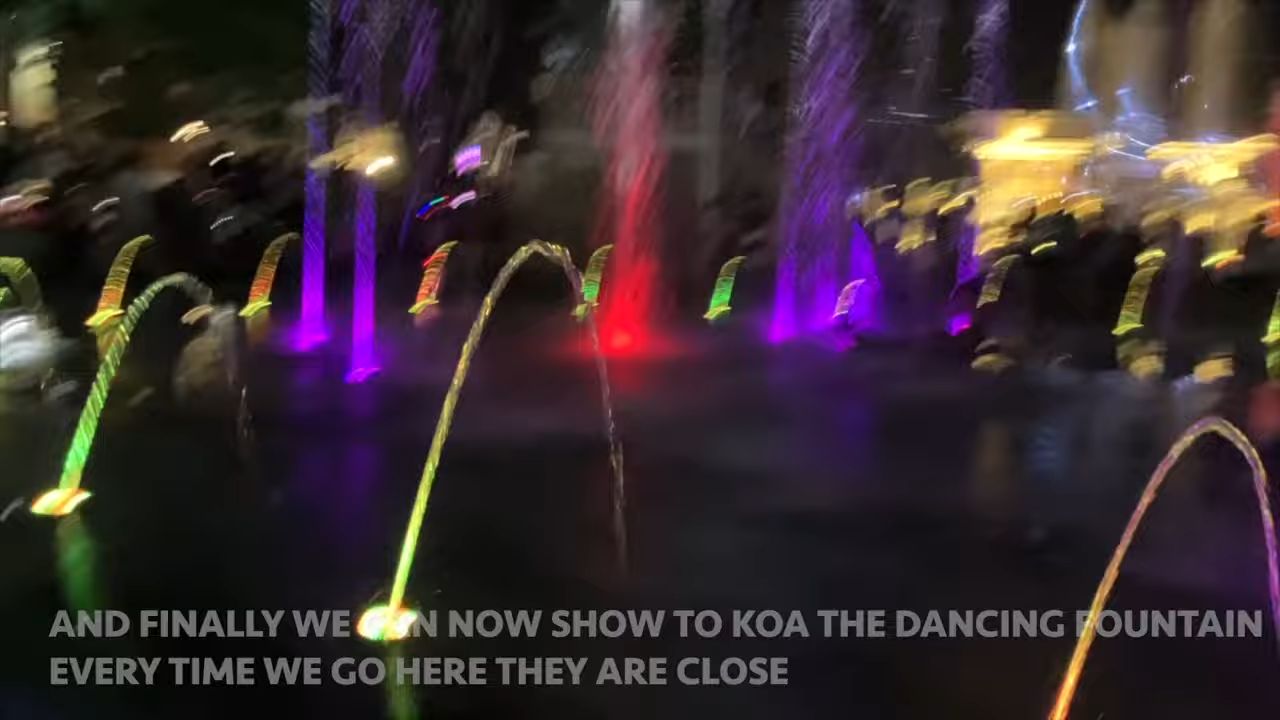 AND FINALLY WE CAN NOW SHOW TO KOA THE DANCING FOUNTAIN
EVERY TIME WE GO HERE THEY ARE CLOSE